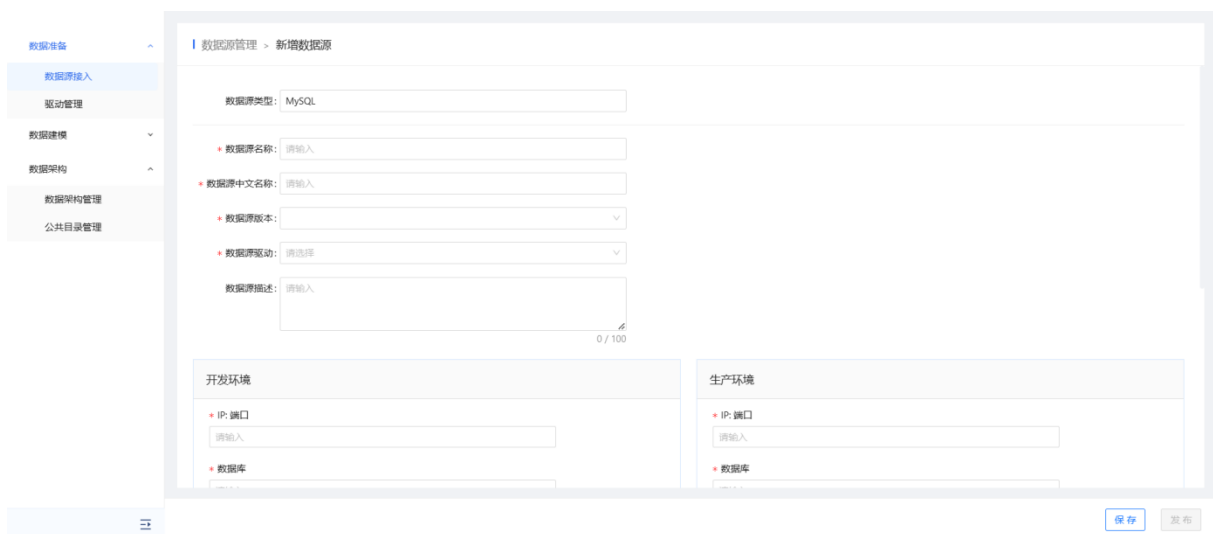 数据准备
数据源接入
驱动管理
数据建模
数据架构
数据架构管理
公共目录管理
数据源管理 > 新增数据源
数据源类型: MySQL
* 数据源名称: 请输入
* 数据源中文名称: 请输入
* 数据源版本:
* 数据源驱动: 请选择
数据源描述: 请输入
0 / 100
开发环境
* IP: 端口
请输入
* 数据库
生产环境
* IP: 端口
请输入
* 数据库
保存 发布